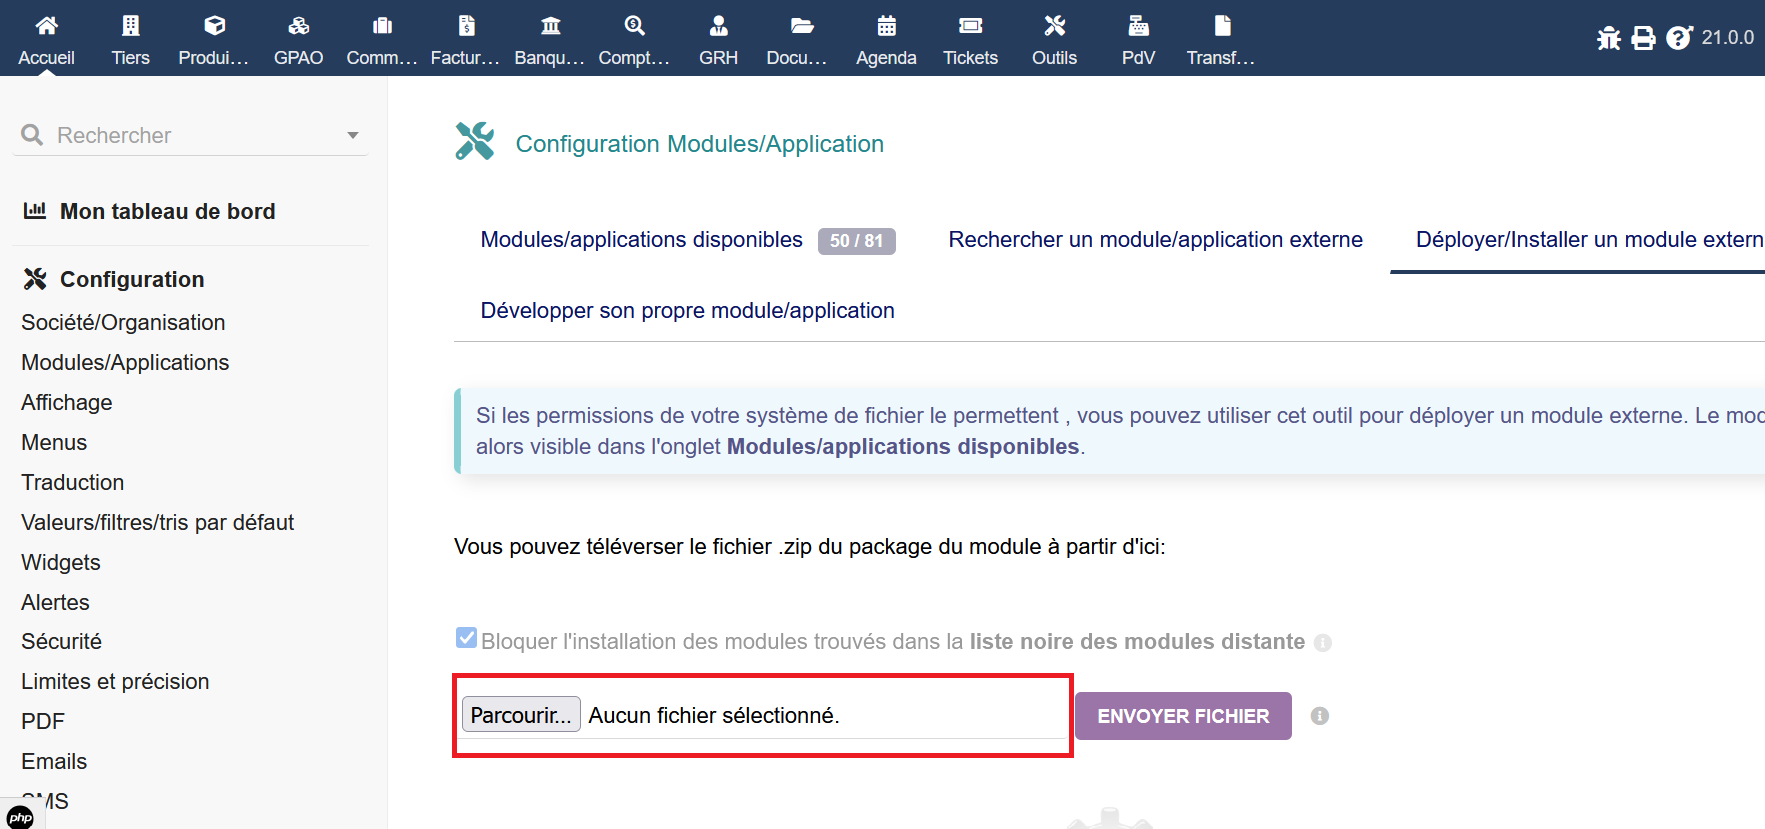 Accueil Tiers Produi... GPAO Comm... Factur... Banqu... Compt... GRH Docu... Agenda Tickets Outils PdV Transf... 21.0.0
Rechercher
Mon tableau de bord
Configuration
Société/Organisation
Modules/Applications
Affichage
Menus
Traduction
Valeurs/filtres/tris par défaut
Widgets
Alertes
Sécurité
Limites et précision
PDF
Emails
SMS
php
Configuration Modules/Application
Modules/applications disponibles 50 / 81 Rechercher un module/application externe Déployer/Installer un module extern
Développer son propre module/application
Si les permissions de votre système de fichier le permettent , vous pouvez utiliser cet outil pour déployer un module externe. Le mod
alors visible dans l'onglet Modules/applications disponibles.
Vous pouvez téléverser le fichier .zip du package du module à partir d'ici:
Bloquer l'installation des modules trouvés dans la liste noire des modules distante
Parcourir... Aucun fichier sélectionné. ENVOYER FICHIER